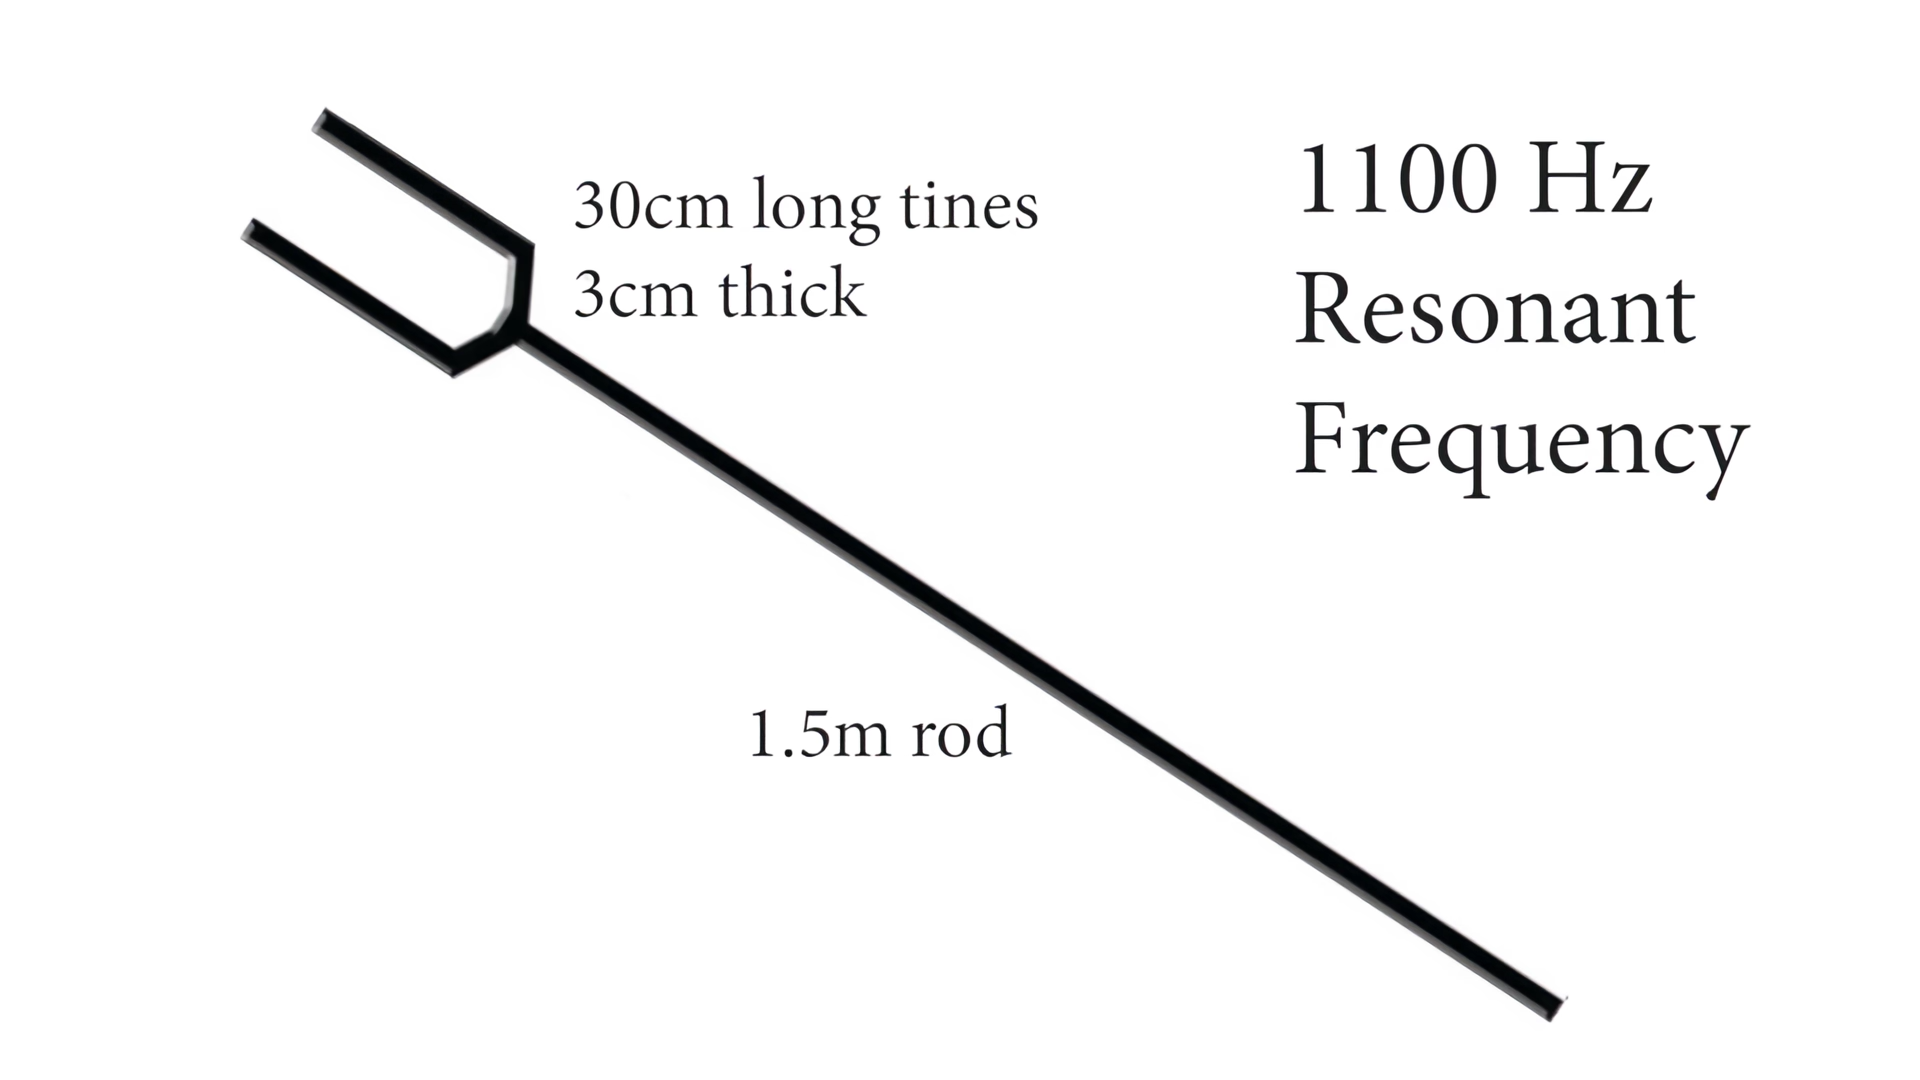 30cm long tines
3cm thick
1100 Hz
Resonant
Frequency
1.5m rod